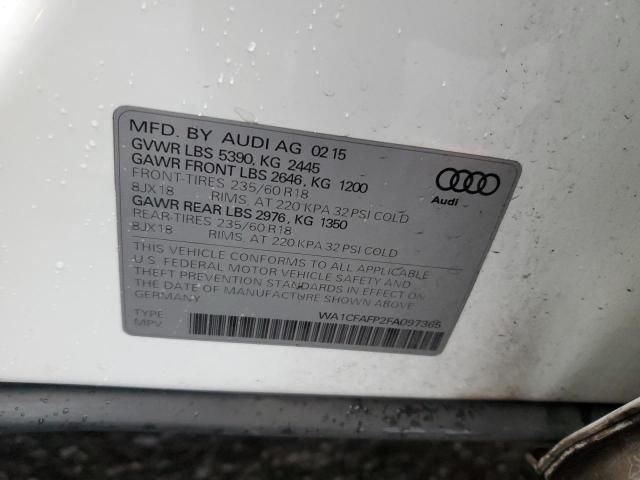 MFD. BY AUDI AG 02 15
GVWR LBS 5390, KG 2445
GAWR FRONT LBS 2646, KG 1200
FRONT-TIRES 235/60 R18
8JX18 RIMS, AT 220 KPA 32 PSI COLD
GAWR REAR LBS 2976, KG 1350
REAR-TIRES 235/60 R18
8JX18 RIMS, AT 220 KPA 32 PSI COLD
THIS VEHICLE CONFORMS TO ALL APPLICABLE
U.S. FEDERAL MOTOR VEHICLE SAFETY AND
THEFT PREVENTION STANDARDS IN EFFECT ON
THE DATE OF MANUFACTURE SHOWN ABOVE
GERMANY
TYPE
MPV
WA1CFAFP2FA097365
Audi